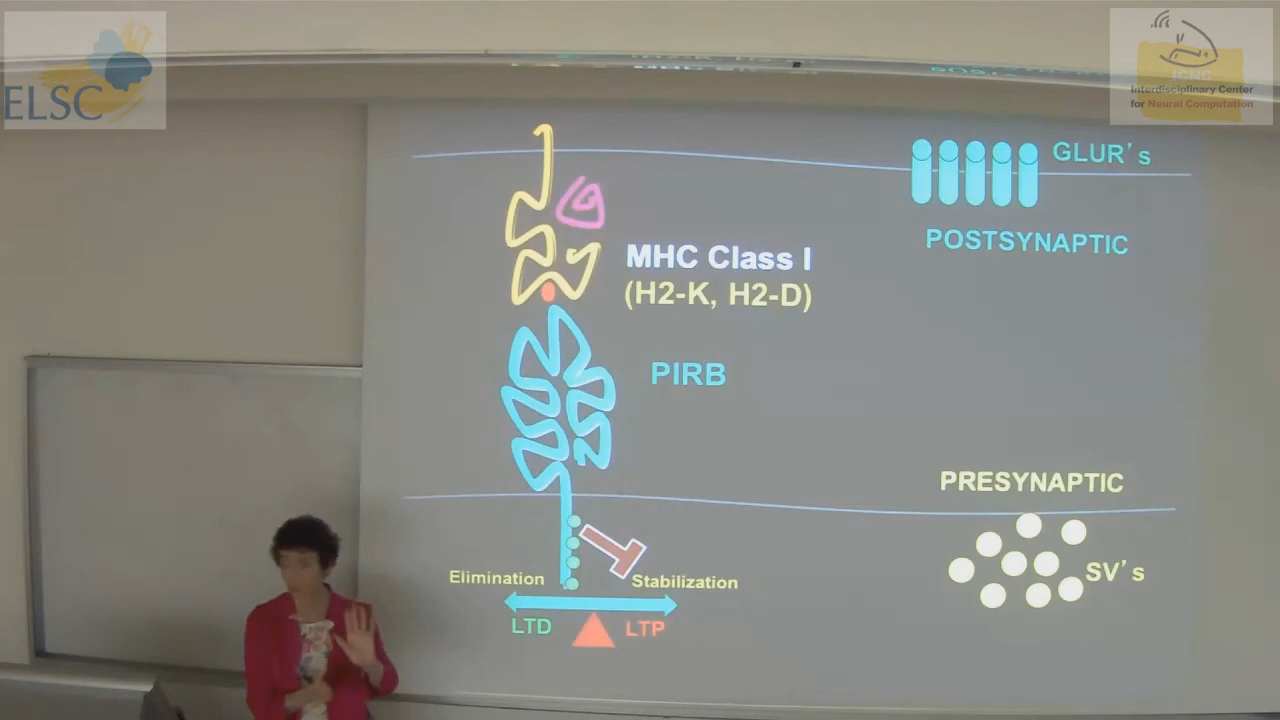 ELSC
ICNC
Interdisciplinary Center
for Neural Computation
GLUR's
POSTSYNAPTIC
MHC Class I
(H2-K, H2-D)
PIRB
PRESYNAPTIC
SV's
Elimination
Stabilization
LTD
LTP